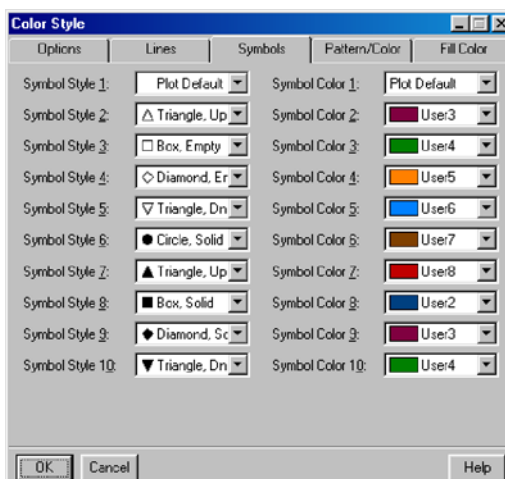 Color Style
Options Lines Symbols Pattern/Color Fill Color
Symbol Style 1: Plot Default Symbol Color 1: Plot Default
Symbol Style 2: Triangle, Up Symbol Color 2: User3
Symbol Style 3: Box, Empty Symbol Color 3: User4
Symbol Style 4: Diamond, Er Symbol Color 4: User5
Symbol Style 5: Triangle, Dn Symbol Color 5: User6
Symbol Style 6: Circle, Solid Symbol Color 6: User7
Symbol Style 7: Triangle, Up Symbol Color 7: User8
Symbol Style 8: Box, Solid Symbol Color 8: User2
Symbol Style 9: Diamond, Sc Symbol Color 9: User3
Symbol Style 10: Triangle, Dn Symbol Color 10: User4
OK Cancel Help